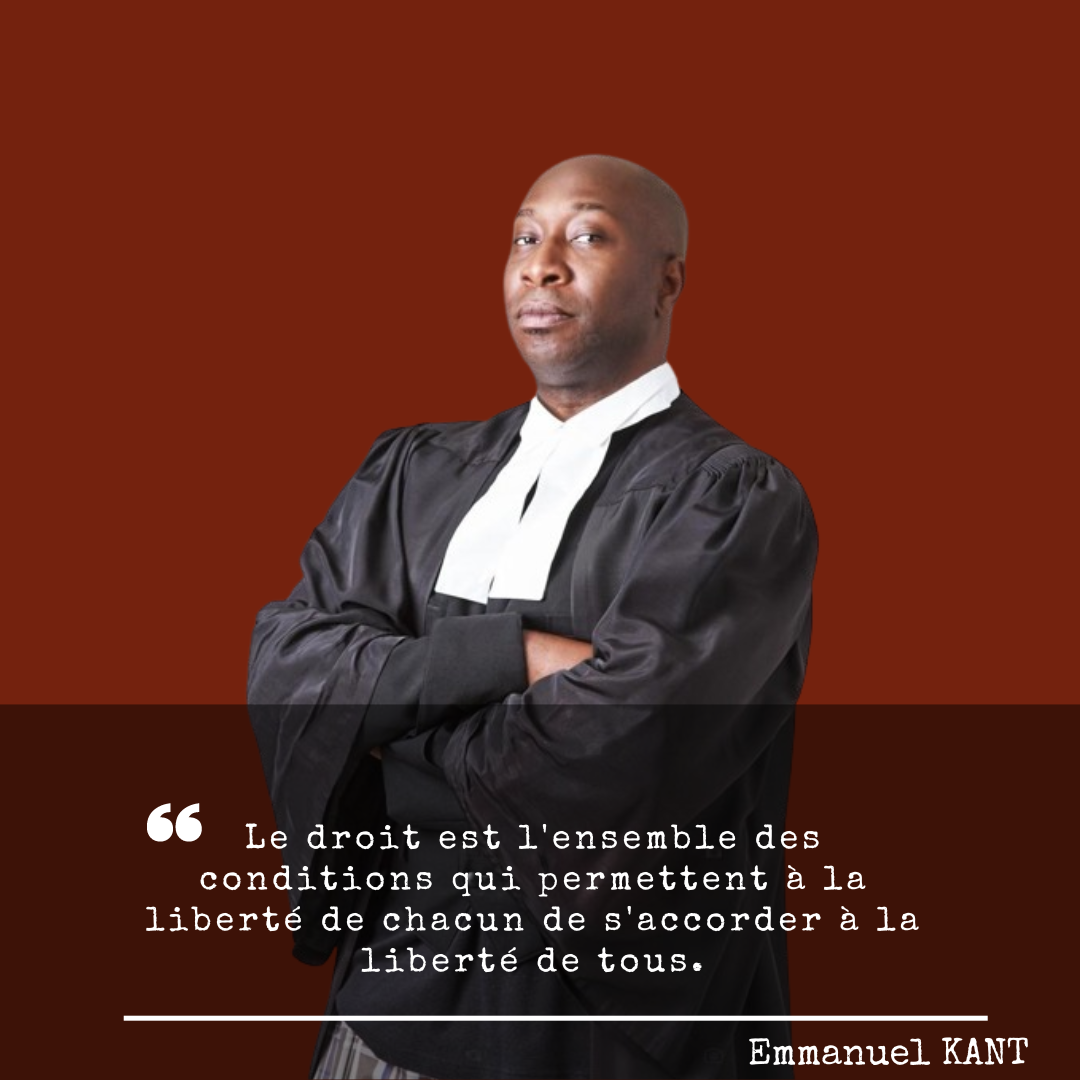 “ Le droit est l'ensemble des
conditions qui permettent à la
liberté de chacun de s'accorder à la
liberté de tous.
Emmanuel KANT